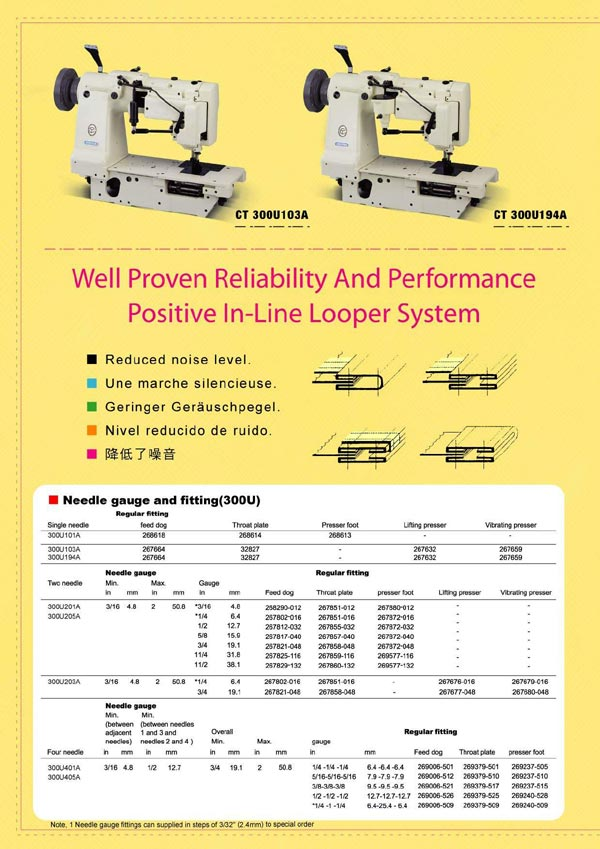 CT 300U103A
CT 300U194A
Well Proven Reliability And Performance
Positive In-Line Looper System
Reduced noise level.
Une marche silencieuse.
Geringer Geräuschpegel.
Nivel reducido de ruido.
降低了噪音
Needle gauge and fitting(300U)
Regular fitting
Single needle feed dog Throat plate Presser foot Lifting presser Vibrating presser
300U101A 268618 268614 268613
300U103A 267664 32827 - 267632 267659
300U194A 267664 32827 - 267632 267659
Needle gauge Regular fitting
Min. Max. Gauge
Two needle in mm in mm in mm Feed dog Throat plate presser foot Lifting presser Vibrating presser
300U201A 3/16 4.8 2 50.8 *3/16 4.8 258290-012 267851-012 267880-012 - -
300U205A *1/4 6.4 267802-016 267851-016 267872-016 - -
1/2 12.7 267812-032 267855-032 267872-032 - -
5/8 15.9 267817-040 267857-040 267872-040 - -
3/4 19.1 267821-048 267858-048 267872-048 - -
11/4 31.8 267825-116 267859-116 269577-116 - -
11/2 38.1 267829-132 267860-132 269577-132 - -
300U203A 3/16 4.8 2 50.8 *1/4 6.4 267802-016 267851-016 - 267676-016 267679-016
3/4 19.1 267821-048 267858-048 267677-048 267680-048
Needle gauge
Min. Min.
(between (between needles
adjacent 1 and 3 and Overall
needles) needles 2 and 4 ) Min. Max. gauge Regular fitting
Four needle in mm in mm in mm in mm in mm Feed dog Throat plate presser foot
300U401A 3/16 4.8 1/2 12.7 3/4 19.1 2 50.8 1/4 -1/4 -1/4 6.4 -6.4 -6.4 269006-501 269379-501 269237-505
300U405A 5/16-5/16-5/16 7.9 -7.9 -7.9 269006-512 269379-510 269237-510
3/8-3/8-3/8 9.5 -9.5 -9.5 269006-521 269379-517 269237-515
1/2 -1/2 -1/2 12.7-12.7-12.7 269006-526 269379-525 269240-528
*1/4 -1 -1/4 6.4-25.4 - 6.4 269006-509 269379-509 269240-509
Note, 1 Needle gauge fittings can supplied in steps of 3/32" (2.4mm) to special order